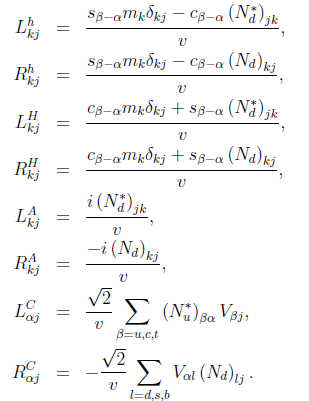 L^h_{kj} = \frac{s_{\beta-\alpha} m_k \delta_{kj} - c_{\beta-\alpha} (N_d^*)_{jk}}{v},
R^h_{kj} = \frac{s_{\beta-\alpha} m_k \delta_{kj} - c_{\beta-\alpha} (N_d)_{kj}}{v},
L^H_{kj} = \frac{c_{\beta-\alpha} m_k \delta_{kj} + s_{\beta-\alpha} (N_d^*)_{jk}}{v},
R^H_{kj} = \frac{c_{\beta-\alpha} m_k \delta_{kj} + s_{\beta-\alpha} (N_d)_{kj}}{v},
L^A_{kj} = \frac{i (N_d^*)_{jk}}{v},
R^A_{kj} = \frac{-i (N_d)_{kj}}{v},
L^C_{\alpha j} = \frac{\sqrt{2}}{v} \sum_{\beta=u,c,t} (N_u^*)_{\beta\alpha} V_{\beta j},
R^C_{\alpha j} = -\frac{\sqrt{2}}{v} \sum_{l=d,s,b} V_{\alpha l} (N_d)_{lj}.